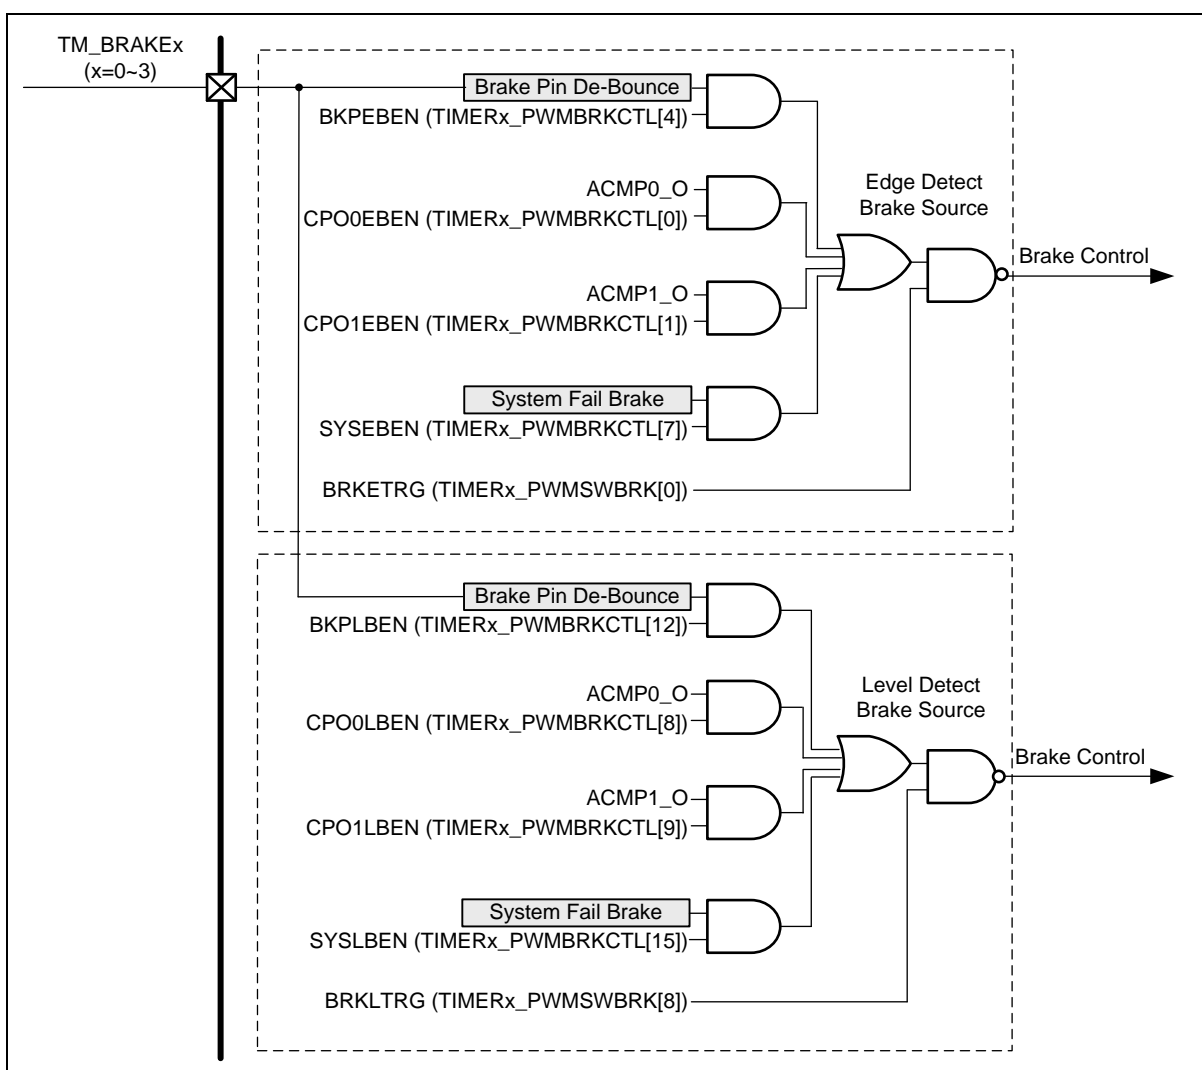 TM_BRAKEx
(x=0~3)
Brake Pin De-Bounce
BKPEBEN (TIMERx_PWMBRKCTL[4])
ACMP0_O
CPO0EBEN (TIMERx_PWMBRKCTL[0])
Edge Detect
Brake Source
Brake Control
ACMP1_O
CPO1EBEN (TIMERx_PWMBRKCTL[1])
System Fail Brake
SYSEBEN (TIMERx_PWMBRKCTL[7])
BRKETRG (TIMERx_PWMSWBRK[0])
Brake Pin De-Bounce
BKPLBEN (TIMERx_PWMBRKCTL[12])
ACMP0_O
CPO0LBEN (TIMERx_PWMBRKCTL[8])
Level Detect
Brake Source
Brake Control
ACMP1_O
CPO1LBEN (TIMERx_PWMBRKCTL[9])
System Fail Brake
SYSLBEN (TIMERx_PWMBRKCTL[15])
BRKLTRG (TIMERx_PWMSWBRK[8])